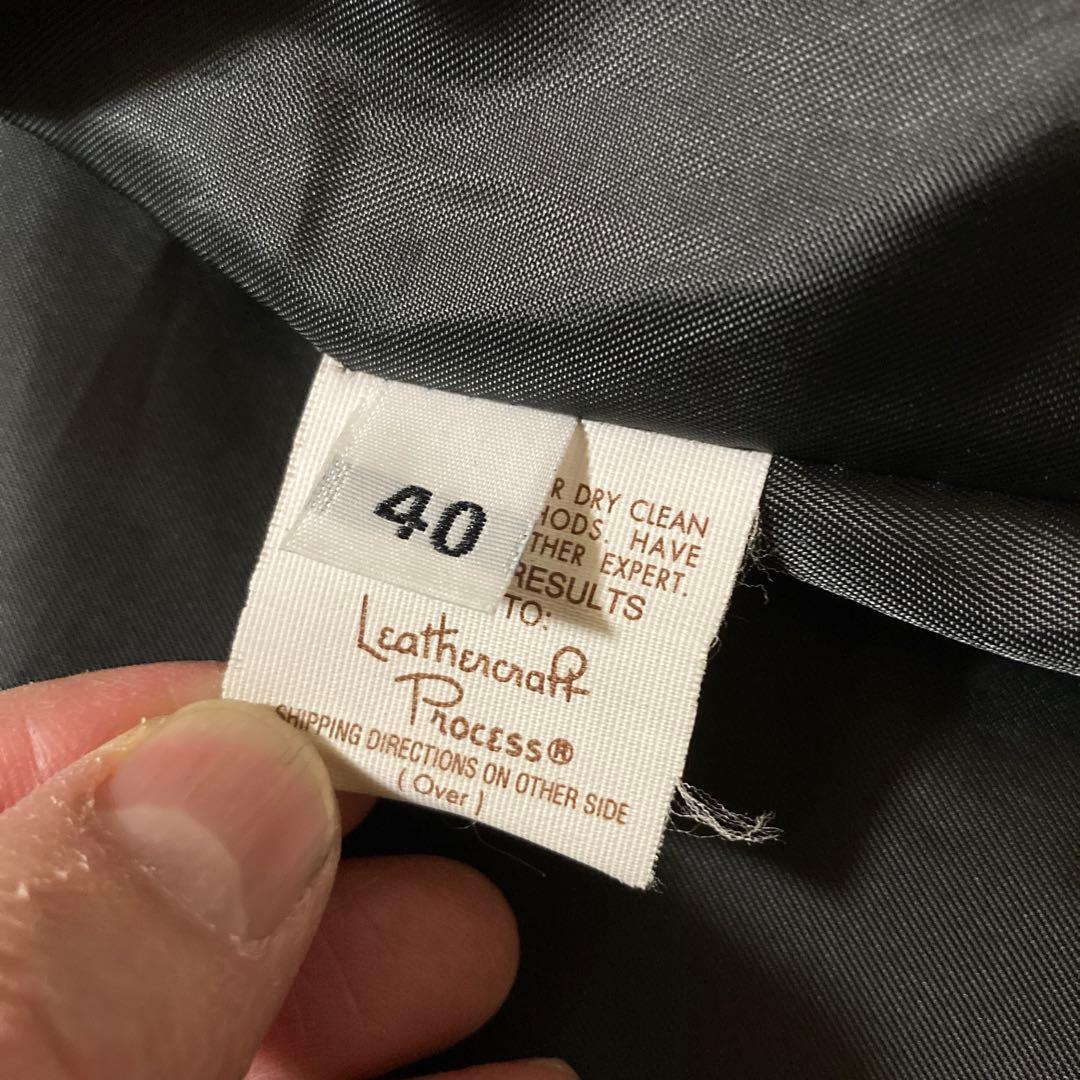 40
R DRY CLEAN
HODS. HAVE
THER EXPERT.
RESULTS
TO:
Leathercraft
Process®
SHIPPING DIRECTIONS ON OTHER SIDE
(Over)